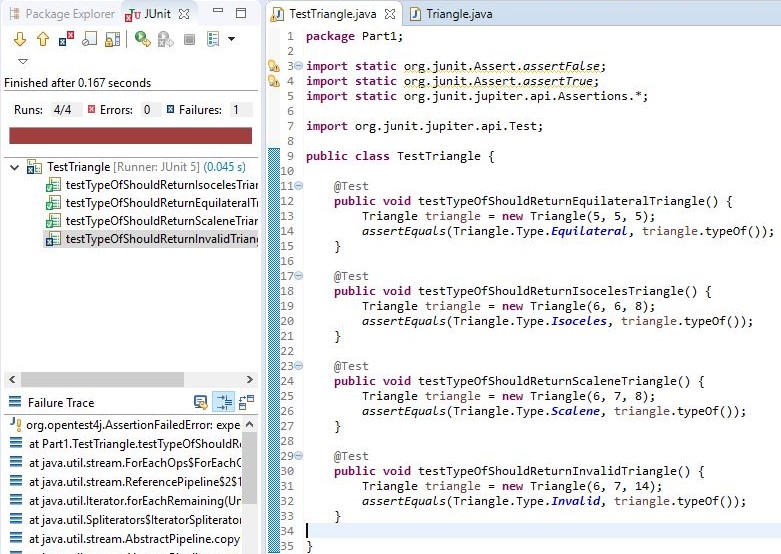 Package Explorer JUnit
Finished after 0.167 seconds
Runs: 4/4 Errors: 0 Failures: 1
TestTriangle [Runner: JUnit 5] (0.045 s)
testTypeOfShouldReturnIsocelesTriar
testTypeOfShouldReturnEquilateralTr
testTypeOfShouldReturnScaleneTriar
testTypeOfShouldReturnInvalidTriang
Failure Trace
org.opentest4j.AssertionFailedError: expe
at Part1.TestTriangle.testTypeOfShouldRe
at java.util.stream.ForEachOps$ForEachO
at java.util.stream.ReferencePipeline$2$1
at java.util.Iterator.forEachRemaining(Un
at java.util.Spliterators$IteratorSpliterator
at java.util.stream.AbstractPipeline.copy
TestTriangle.java Triangle.java
1 package Part1;
2
3 import static org.junit.Assert.assertFalse;
4 import static org.junit.Assert.assertTrue;
5 import static org.junit.jupiter.api.Assertions.*;
6
7 import org.junit.jupiter.api.Test;
8
9 public class TestTriangle {
10
11 @Test
12 public void testTypeOfShouldReturnEquilateralTriangle() {
13 Triangle triangle = new Triangle(5, 5, 5);
14 assertEquals(Triangle.Type.Equilateral, triangle.typeOf());
15 }
16
17 @Test
18 public void testTypeOfShouldReturnIsocelesTriangle() {
19 Triangle triangle = new Triangle(6, 6, 8);
20 assertEquals(Triangle.Type.Isoceles, triangle.typeOf());
21 }
22
23 @Test
24 public void testTypeOfShouldReturnScaleneTriangle() {
25 Triangle triangle = new Triangle(6, 7, 8);
26 assertEquals(Triangle.Type.Scalene, triangle.typeOf());
27 }
28
29 @Test
30 public void testTypeOfShouldReturnInvalidTriangle() {
31 Triangle triangle = new Triangle(6, 7, 14);
32 assertEquals(Triangle.Type.Invalid, triangle.typeOf());
33 }
34
35 }